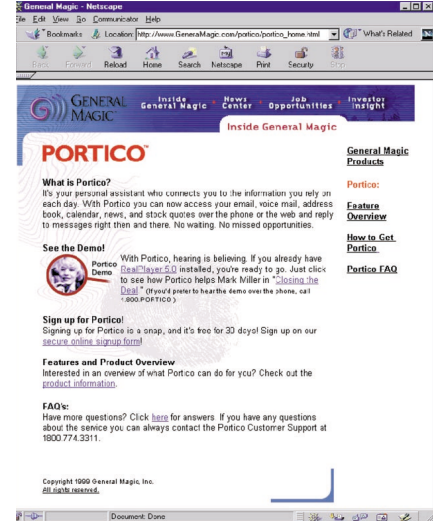 General Magic - Netscape
File Edit View Go Communicator Help
Bookmarks Location: http://www.GeneralMagic.com/portico/portico_home.html What's Related
Back Forward Reload Home Search Netscape Print Security Stop
GENERAL MAGIC
Inside General Magic
News Center
Job Opportunities
Investor Insight
Inside General Magic
PORTICO™
General Magic Products
Portico:
Feature Overview
How to Get Portico
Portico FAQ
What is Portico?
It's your personal assistant who connects you to the information you rely on
each day. With Portico you can now access your email, voice mail, address
book, calendar, news, and stock quotes over the phone or the web and reply
to messages right then and there. No waiting. No missed opportunities.
See the Demo!
Portico Demo
With Portico, hearing is believing. If you already have
RealPlayer 5.0 installed, you're ready to go. Just click
to see how Portico helps Mark Miller in "Closing the
Deal." (If you'd prefer to hear the demo over the phone, call
1.800.PORTICO.)
Sign up for Portico!
Signing up for Portico is a snap, and it's free for 30 days! Sign up on our
secure online signup form!
Features and Product Overview
Interested in an overview of what Portico can do for you? Check out the
product information.
FAQ's:
Have more questions? Click here for answers. If you have any questions
about the service you can always contact the Portico Customer Support at
1800.774.3311.
Copyright 1999 General Magic, Inc.
All rights reserved.
Document: Done